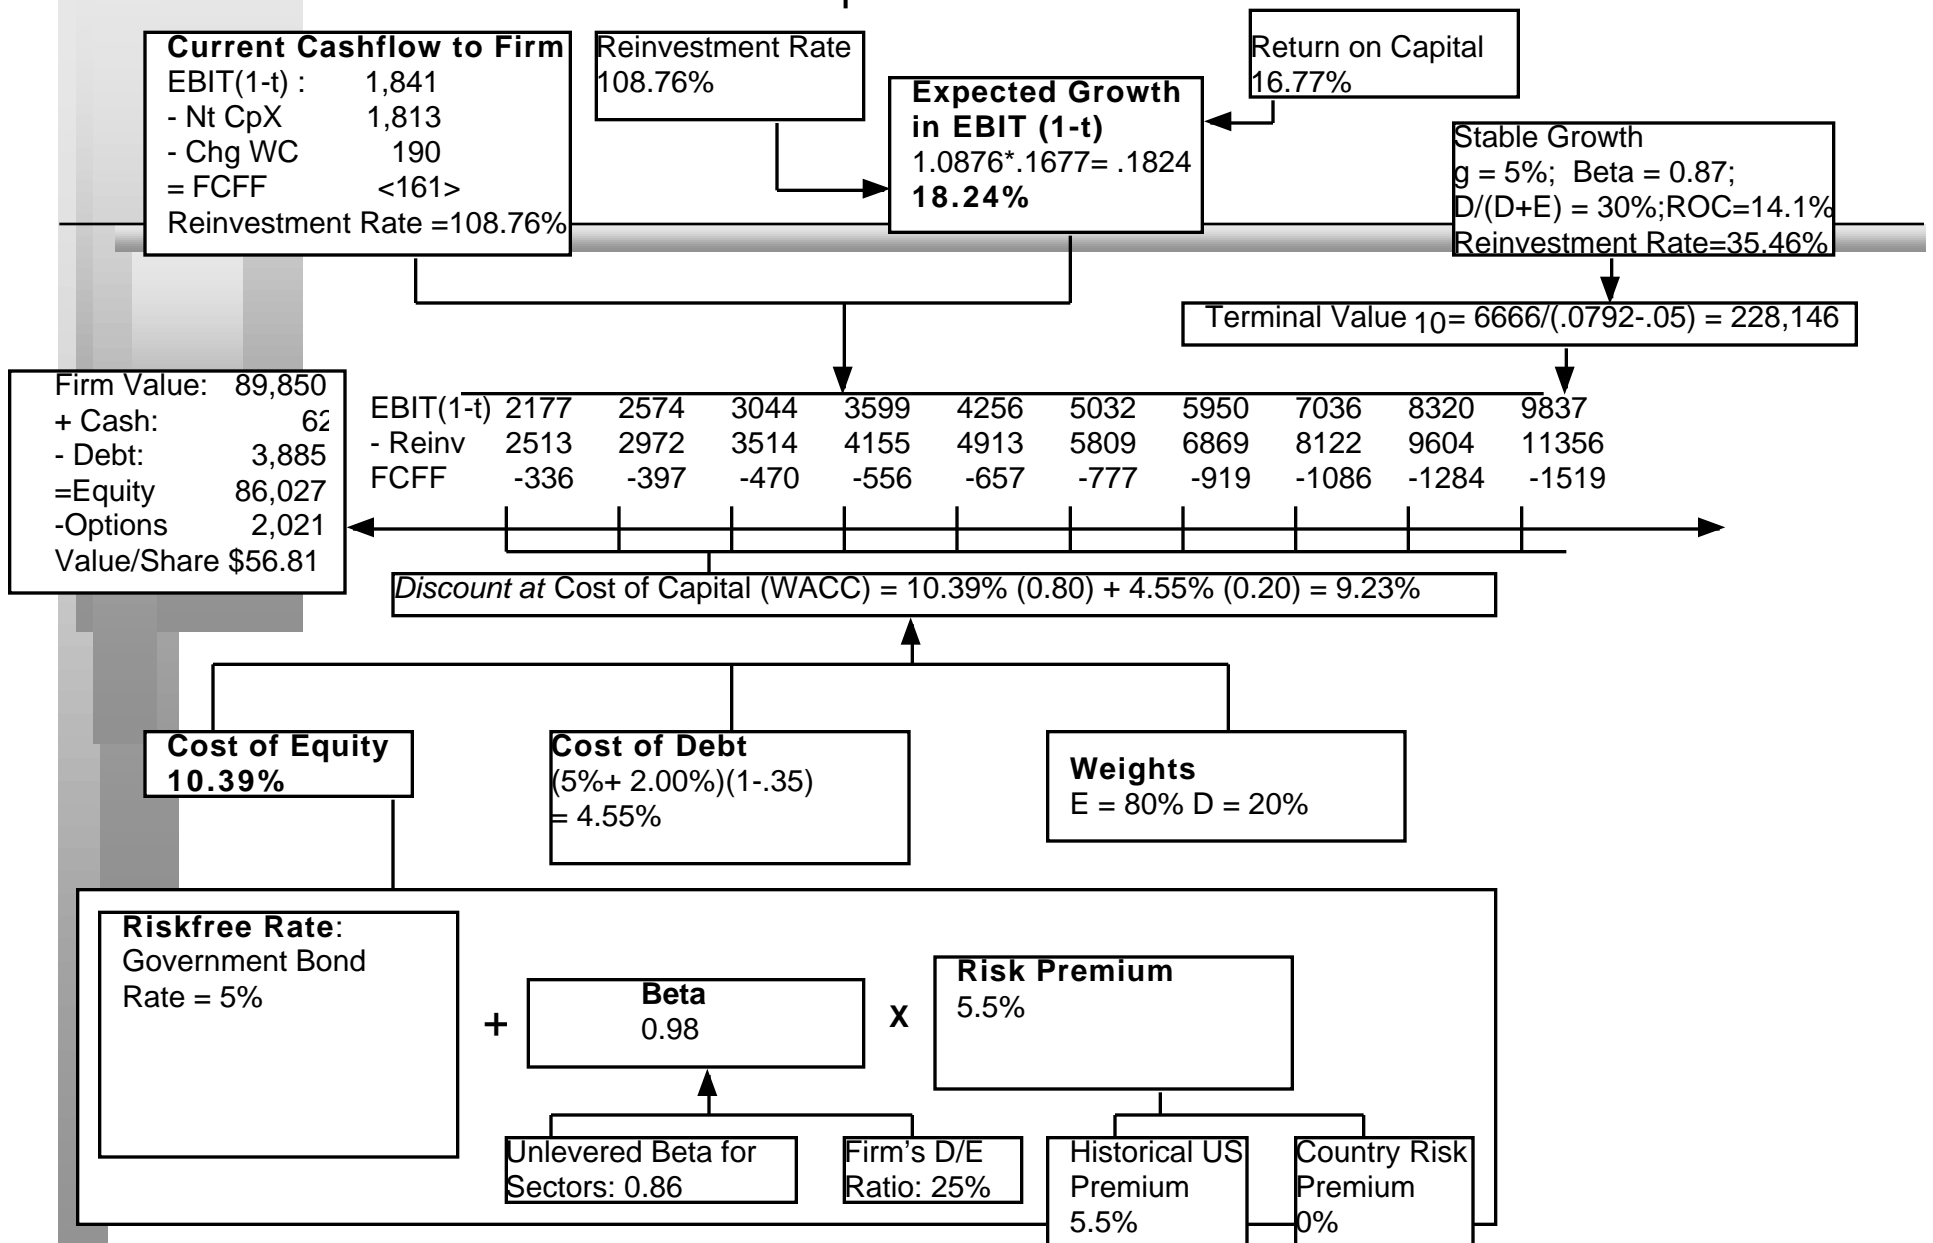 Current Cashflow to Firm
EBIT(1-t) : 1,841
- Nt CpX 1,813
- Chg WC 190
= FCFF <161>
Reinvestment Rate =108.76%
Reinvestment Rate
108.76%
Expected Growth
in EBIT (1-t)
1.0876*.1677= .1824
18.24%
Return on Capital
16.77%
Stable Growth
g = 5%; Beta = 0.87;
D/(D+E) = 30%;ROC=14.1%
Reinvestment Rate=35.46%
Terminal Value 10= 6666/(.0792-.05) = 228,146
Firm Value: 89,850
+ Cash: 62
- Debt: 3,885
=Equity 86,027
-Options 2,021
Value/Share $56.81
EBIT(1-t) 2177 2574 3044 3599 4256 5032 5950 7036 8320 9837
- Reinv 2513 2972 3514 4155 4913 5809 6869 8122 9604 11356
FCFF -336 -397 -470 -556 -657 -777 -919 -1086 -1284 -1519
Discount at Cost of Capital (WACC) = 10.39% (0.80) + 4.55% (0.20) = 9.23%
Cost of Equity
10.39%
Cost of Debt
(5%+ 2.00%)(1-.35)
= 4.55%
Weights
E = 80% D = 20%
Riskfree Rate:
Government Bond
Rate = 5%
+
Beta
0.98
X
Risk Premium
5.5%
Unlevered Beta for
Sectors: 0.86
Firm's D/E
Ratio: 25%
Historical US
Premium
5.5%
Country Risk
Premium
0%